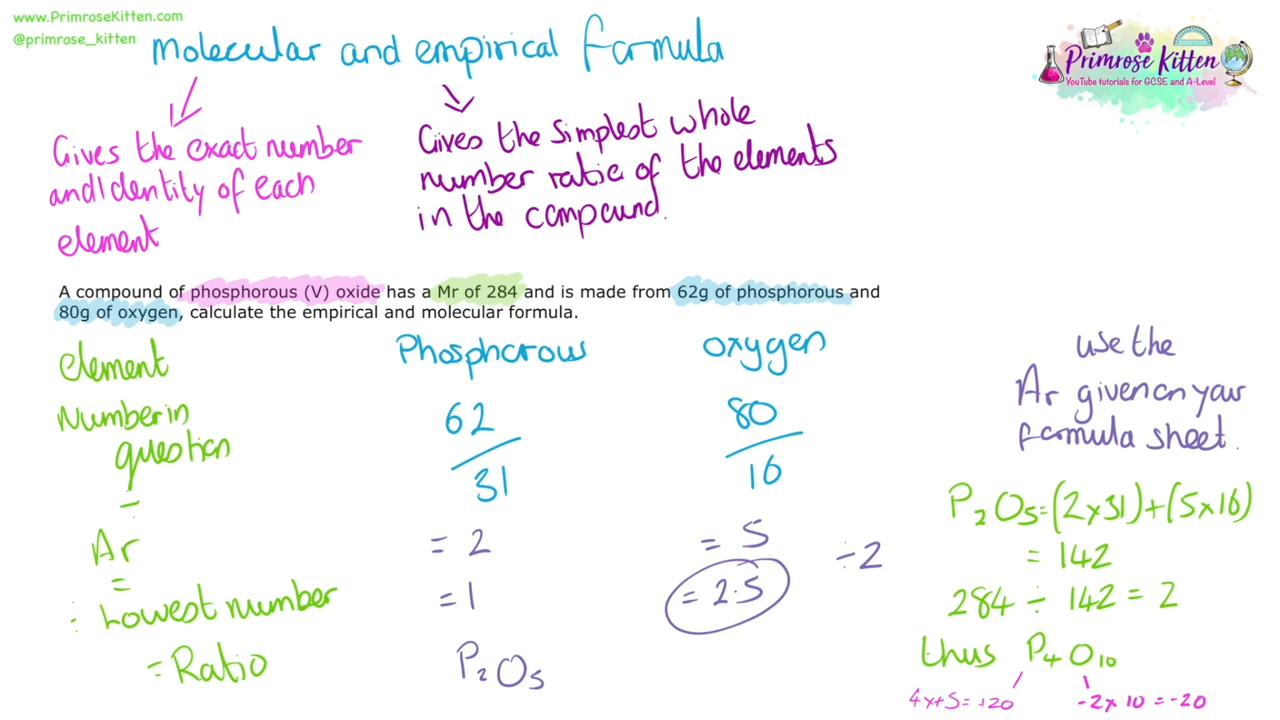 www.PrimroseKitten.com
@primrose_kitten
Molecular and empirical formula
Primrose Kitten
YouTube tutorials for GCSE and A-Level
Gives the exact number
and identity of each
element
Gives the simplest whole
number ratio of the elements
in the compound.
A compound of phosphorous (V) oxide has a Mr of 284 and is made from 62g of phosphorous and
80g of oxygen, calculate the empirical and molecular formula.
Element Phosphorous oxygen
Number in
question
62
31
80
16
÷
Ar
= 2
= 5
÷2
=
÷ Lowest number
= 1
= 2.5
= Ratio
P2O5
use the
Ar given on your
formula sheet.
P2O5=(2x31)+(5x16)
= 142
284 ÷ 142 = 2
thus P4O10
4x+5=+20
-2x10=-20